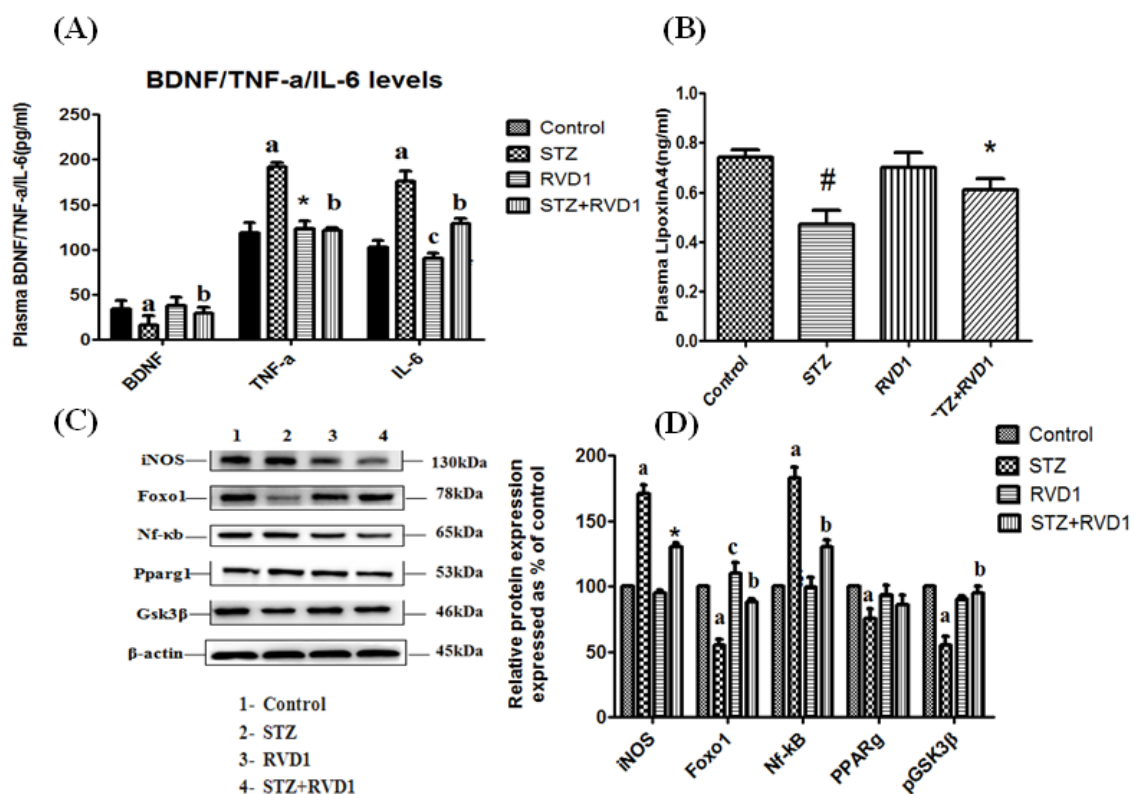 (A)
BDNF/TNF-a/IL-6 levels
Plasma BDNF/TNF-a/IL-6(pg/ml)
250
200
150
100
50
0
a
b
a
*
b
a
c
b
BDNF
TNF-a
IL-6
Control
STZ
RVD1
STZ+RVD1
(B)
Plasma LipoxinA4(ng/ml)
1.0
0.8
0.6
0.4
0.2
0.0
#
*
Control
STZ
RVD1
STZ+RVD1
(C)
1 2 3 4
iNOS 130kDa
Foxo1 78kDa
Nf-κb 65kDa
Pparg1 53kDa
Gsk3β 46kDa
β-actin 45kDa
1- Control
2- STZ
3- RVD1
4- STZ+RVD1
(D)
Relative protein expression
expressed as % of control
200
150
100
50
0
a
*
a
c
b
a
b
a
a
b
iNOS
Foxo1
Nf-kB
PPARg
pGSK3β
Control
STZ
RVD1
STZ+RVD1